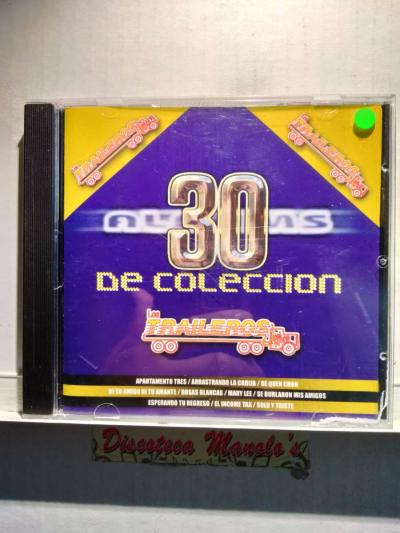 LOS TRAILEROS
LOS TRAILEROS
ALBUMS
30
DE COLECCION
LOS TRAILEROS
APARTAMENTO TRES / ARRASTRANDO LA COBIJA / DE QUEN CHON
NI TU AMIGO NI TU AMANTE / ROSAS BLANCAS / MARY LEE / SE BURLARON MIS AMIGOS
ESPERANDO TU REGRESO / EL INCOME TAX / SOLO Y TRISTE
Discoteca Manolo's